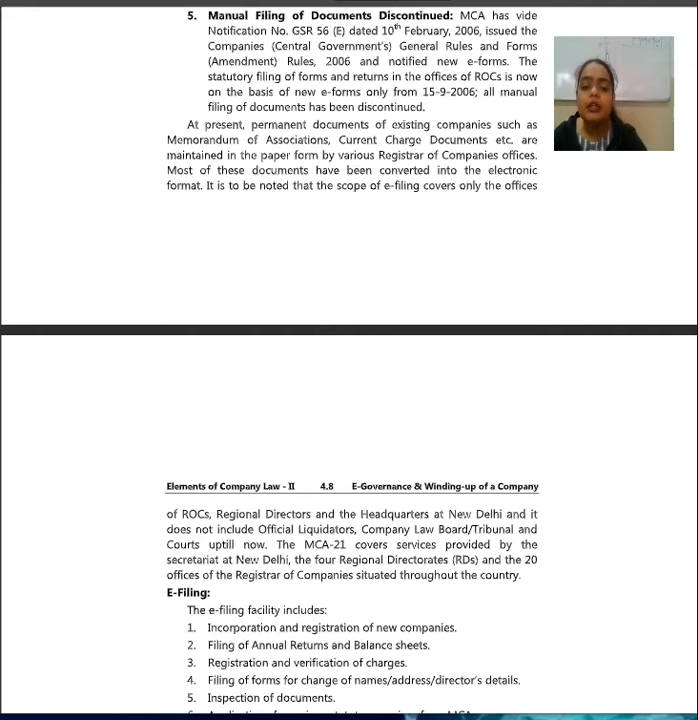 5. Manual Filing of Documents Discontinued: MCA has vide
Notification No. GSR 56 (E) dated 10th February, 2006, issued the
Companies (Central Government's) General Rules and Forms
(Amendment) Rules, 2006 and notified new e-forms. The
statutory filing of forms and returns in the offices of ROCs is now
on the basis of new e-forms only from 15-9-2006; all manual
filing of documents has been discontinued.
At present, permanent documents of existing companies such as
Memorandum of Associations, Current Charge Documents etc. are
maintained in the paper form by various Registrar of Companies offices.
Most of these documents have been converted into the electronic
format. It is to be noted that the scope of e-filing covers only the offices
Elements of Company Law - II 4.8 E-Governance & Winding-up of a Company
of ROCs, Regional Directors and the Headquarters at New Delhi and it
does not include Official Liquidators, Company Law Board/Tribunal and
Courts uptill now. The MCA-21 covers services provided by the
secretariat at New Delhi, the four Regional Directorates (RDs) and the 20
offices of the Registrar of Companies situated throughout the country.
E-Filing:
The e-filing facility includes:
1. Incorporation and registration of new companies.
2. Filing of Annual Returns and Balance sheets.
3. Registration and verification of charges.
4. Filing of forms for change of names/address/director's details.
5. Inspection of documents.